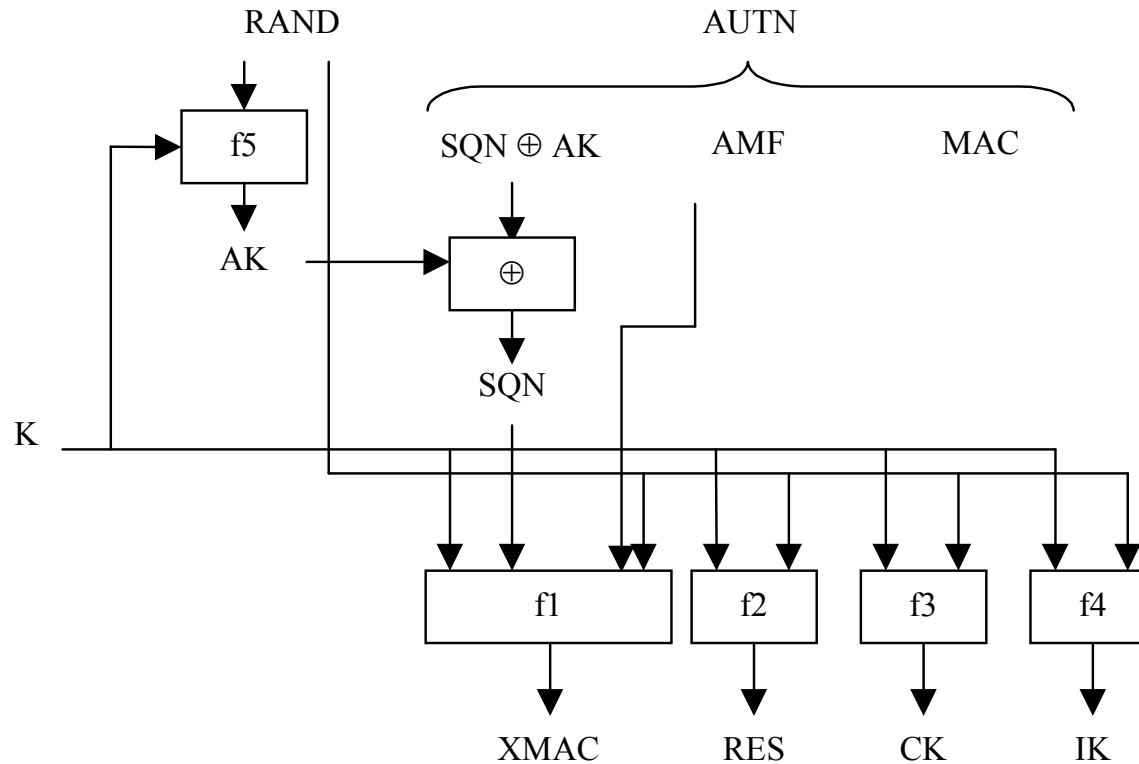 RAND
AUTN
f5
SQN ⊕ AK
AMF
MAC
AK
⊕
SQN
K
f1
f2
f3
f4
XMAC
RES
CK
IK